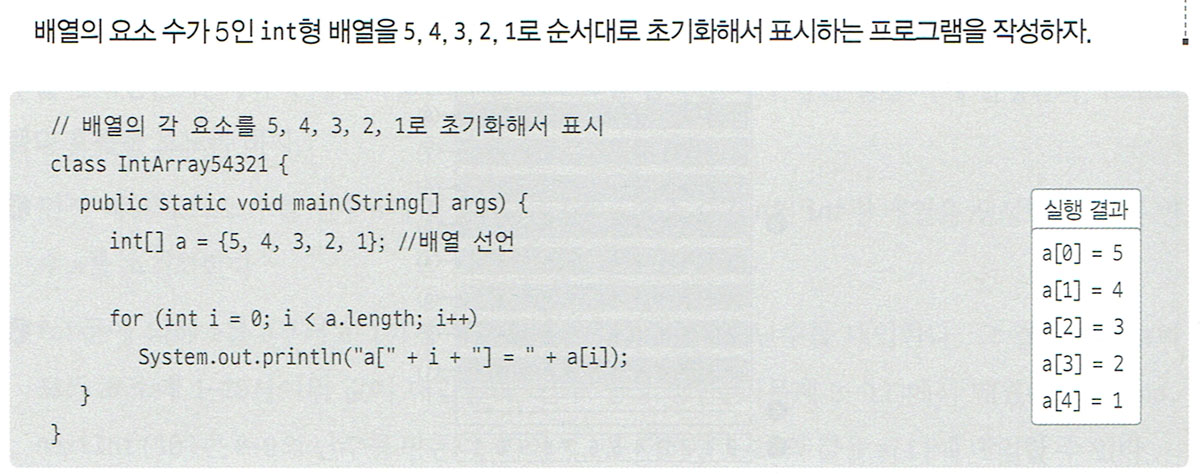 배열의 요소 수가 5인 int형 배열을 5, 4, 3, 2, 1로 순서대로 초기화해서 표시하는 프로그램을 작성하자.
// 배열의 각 요소를 5, 4, 3, 2, 1로 초기화해서 표시
class IntArray54321 {
public static void main(String[] args) {
int[] a = {5, 4, 3, 2, 1}; //배열 선언
for (int i = 0; i < a.length; i++)
System.out.println("a[" + i + "] = " + a[i]);
}
}
실행 결과
a[0] = 5
a[1] = 4
a[2] = 3
a[3] = 2
a[4] = 1